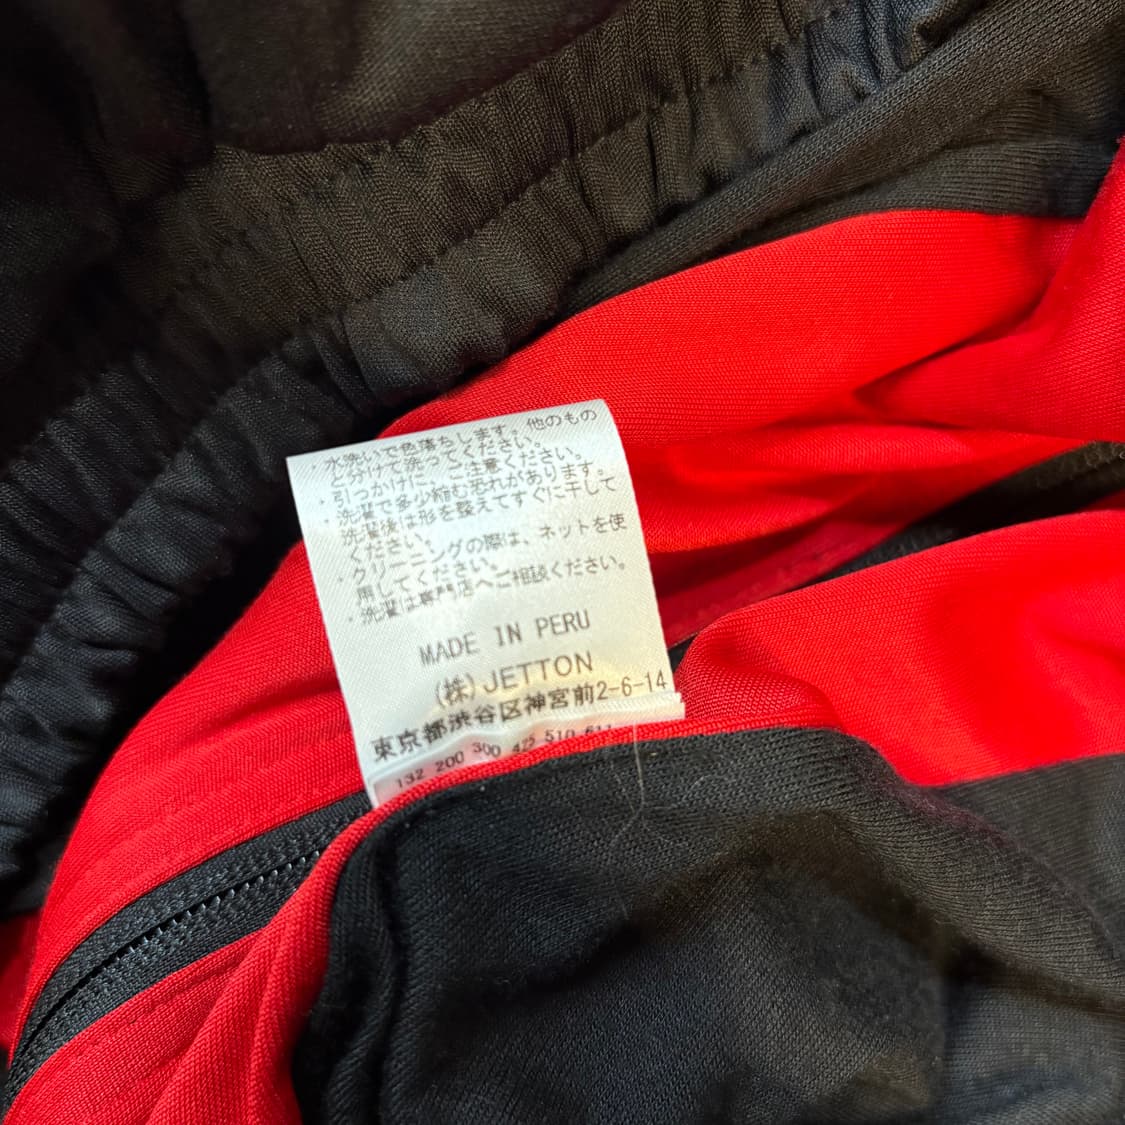 ・水洗いで色落ちします。他のもの
と分けて洗ってください。
・引っかけに、ご注意ください。
・洗濯で多少縮む恐れがあります。
洗濯後は形を整えてすぐに干して
ください。
・クリーニングの際は、ネットを使
用してください。
・洗濯は専門店へご相談ください。
MADE IN PERU
(株)JETTON
東京都渋谷区神宮前2-6-14
132 200 300 425 510 611